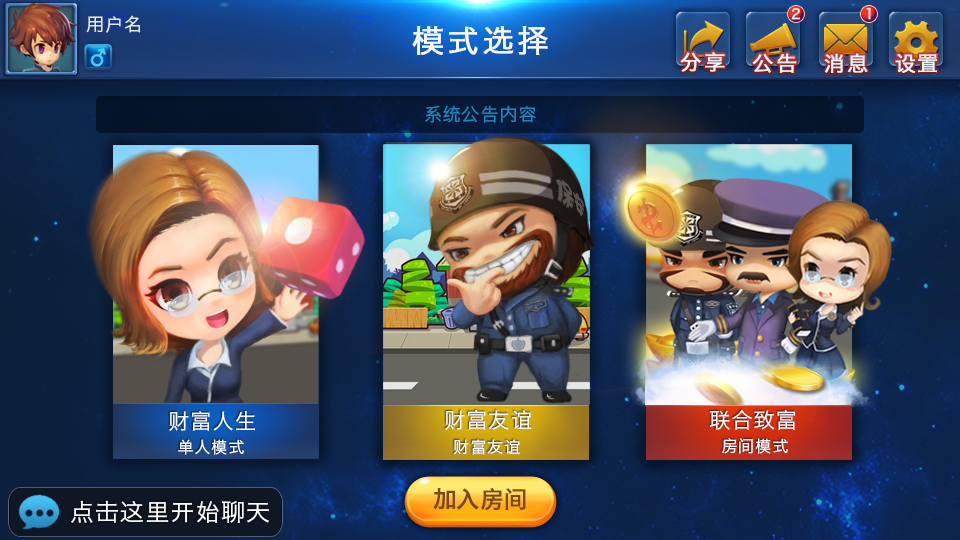 用户名
模式选择
2
1
分享
公告
消息
设置
系统公告内容
保安
财富人生
单人模式
财富友谊
财富友谊
联合致富
房间模式
加入房间
点击这里开始聊天